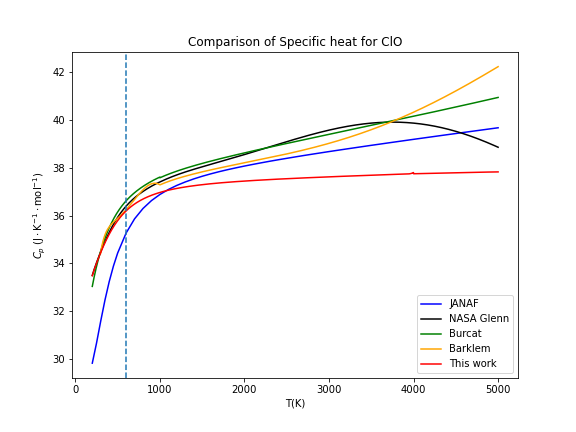 Comparison of Specific heat for ClO
42
40
38
36
34
32
30
C_p (J · K⁻¹ · mol⁻¹)
0 1000 2000 3000 4000 5000
T(K)
JANAF
NASA Glenn
Burcat
Barklem
This work